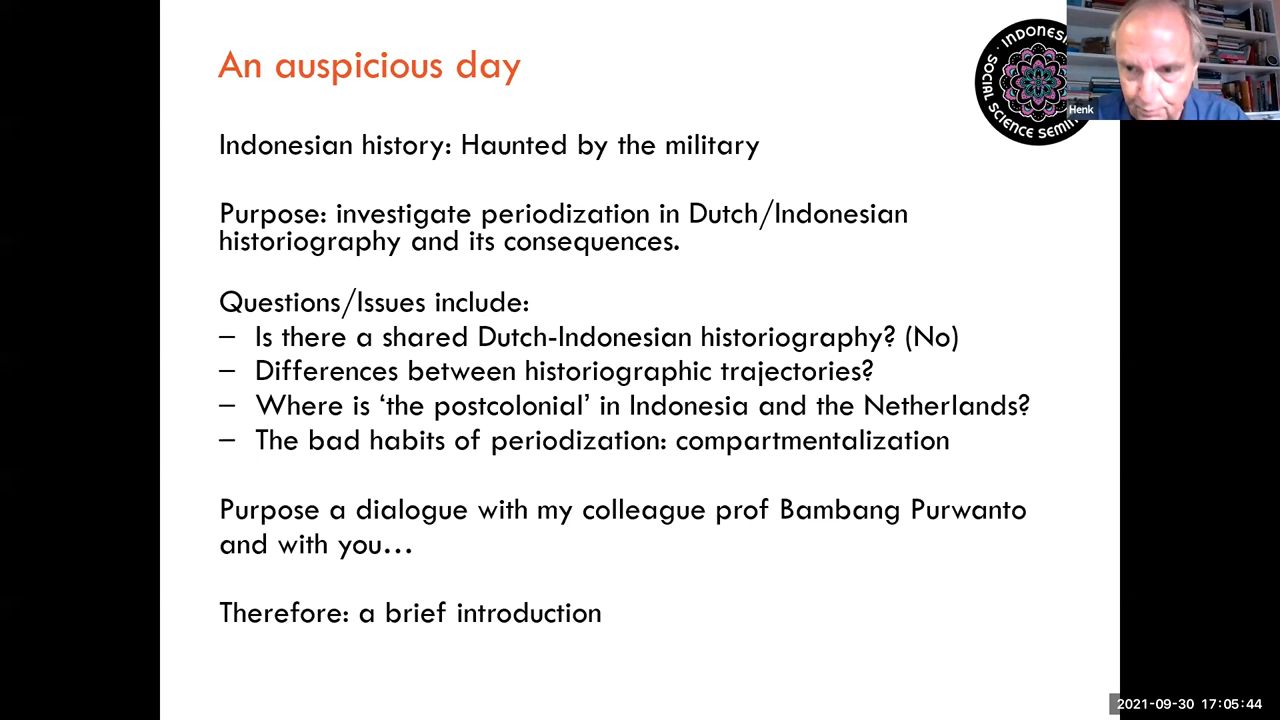 An auspicious day
INDONESI
SOCIAL SCIENCE SEMIN
Henk
Indonesian history: Haunted by the military
Purpose: investigate periodization in Dutch/Indonesian
historiography and its consequences.
Questions/Issues include:
– Is there a shared Dutch-Indonesian historiography? (No)
– Differences between historiographic trajectories?
– Where is ‘the postcolonial’ in Indonesia and the Netherlands?
– The bad habits of periodization: compartmentalization
Purpose a dialogue with my colleague prof Bambang Purwanto
and with you…
Therefore: a brief introduction
2021-09-30 17:05:44